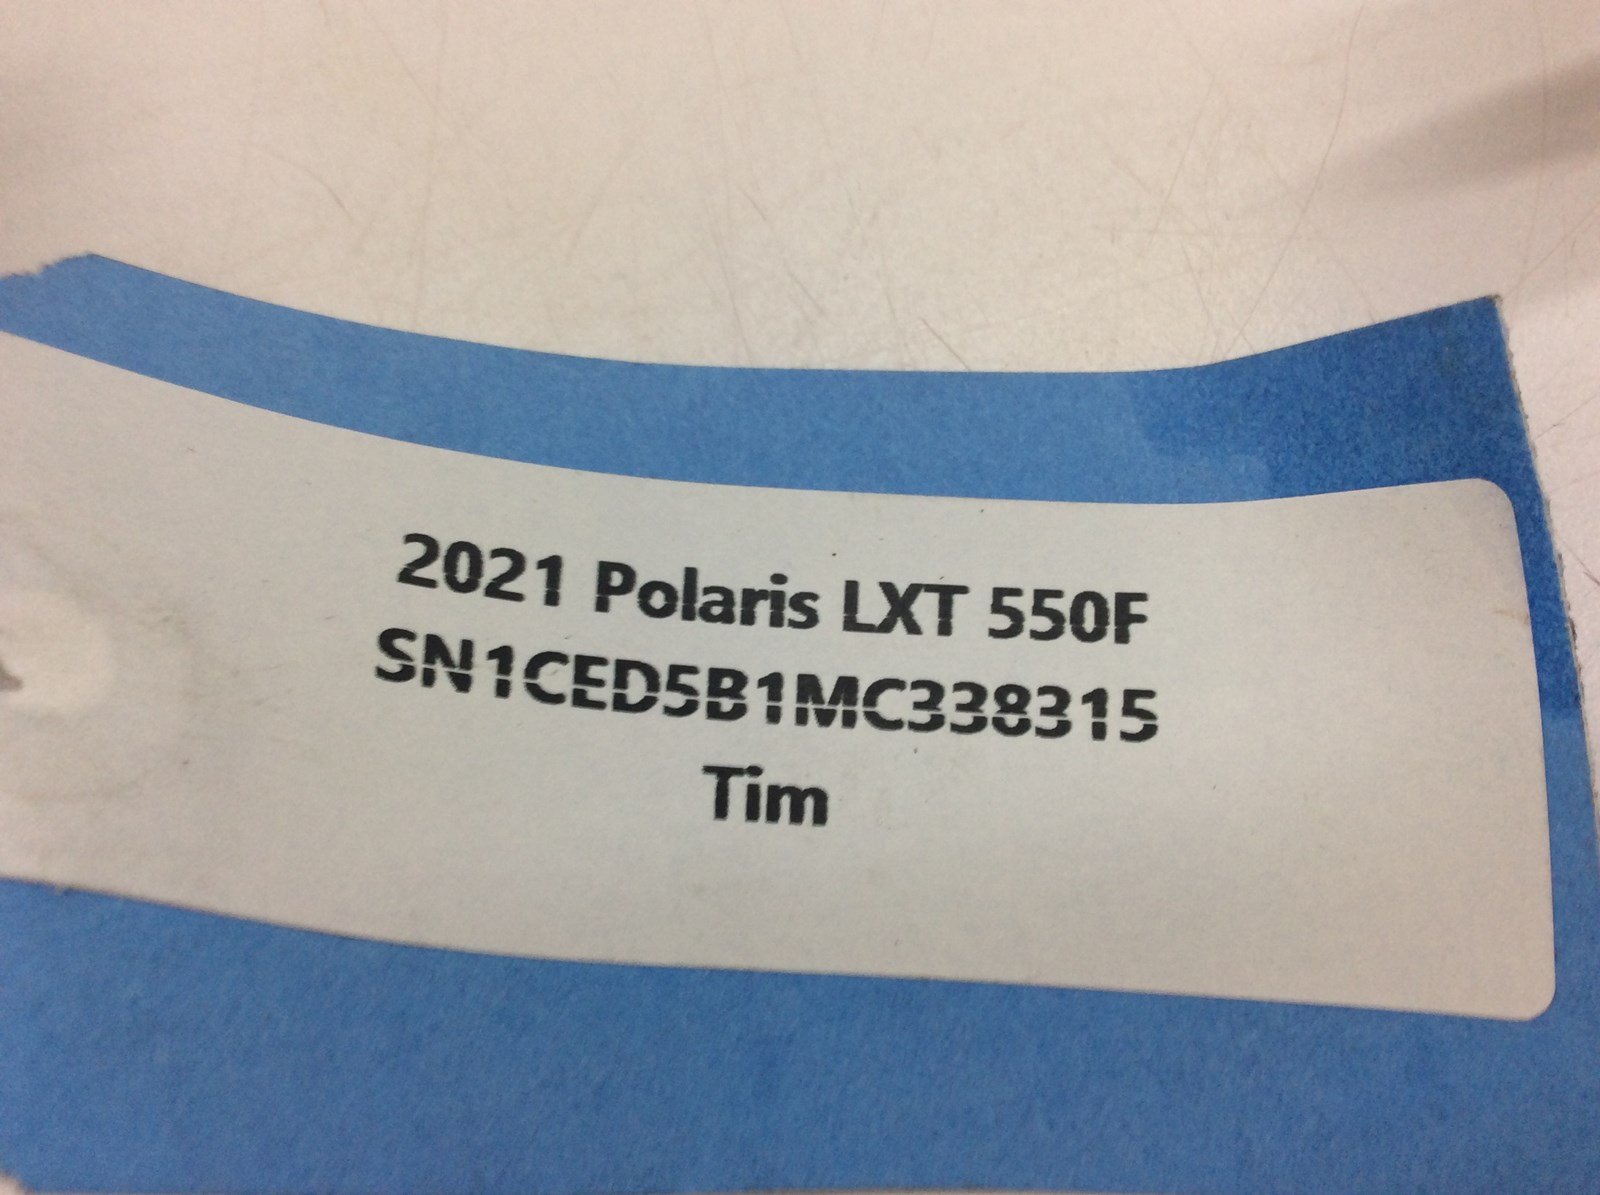 2021 Polaris LXT 550F
SN1CED5B1MC338315
Tim